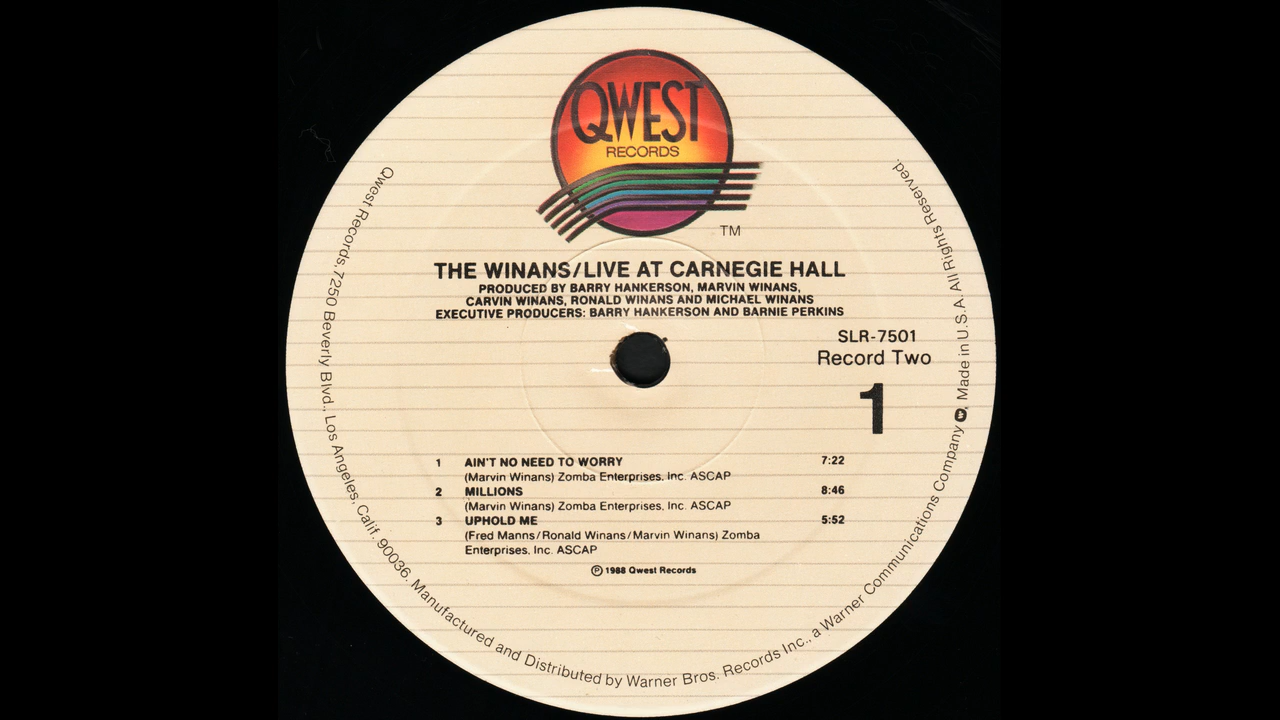 QWEST
RECORDS
TM
THE WINANS/LIVE AT CARNEGIE HALL
PRODUCED BY BARRY HANKERSON, MARVIN WINANS,
CARVIN WINANS, RONALD WINANS AND MICHAEL WINANS
EXECUTIVE PRODUCERS: BARRY HANKERSON AND BARNIE PERKINS
SLR-7501
Record Two
1
1 AIN'T NO NEED TO WORRY 7:22
(Marvin Winans) Zomba Enterprises, Inc. ASCAP
2 MILLIONS 8:46
(Marvin Winans) Zomba Enterprises, Inc. ASCAP
3 UPHOLD ME 5:52
(Fred Manns/Ronald Winans/Marvin Winans) Zomba
Enterprises, Inc. ASCAP
Ⓟ 1988 Qwest Records
Qwest Records, 7250 Beverly Blvd., Los Angeles, Calif. 90036. Manufactured and Distributed by Warner Bros. Records Inc., a Warner Communications Company W, Made in U.S.A. All Rights Reserved.